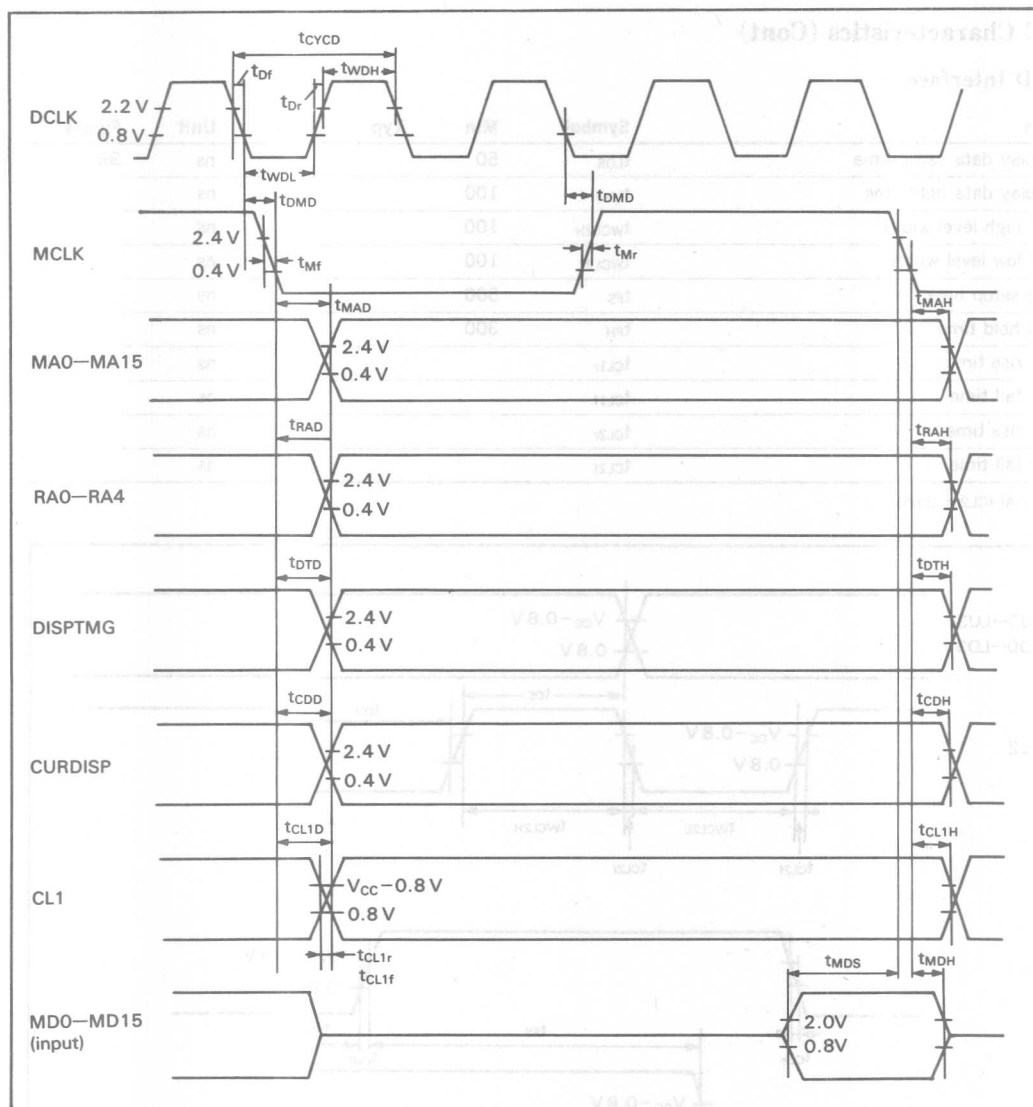 tCYCD
tDf
tWDH
tDr
DCLK
2.2 V
0.8 V
tWDL
tDMD
tDMD
MCLK
2.4 V
0.4 V
tMf
tMr
tMAD
tMAH
MA0—MA15
2.4 V
0.4 V
tRAD
tRAH
RA0—RA4
2.4 V
0.4 V
tDTD
tDTH
DISPTMG
2.4 V
0.4 V
tCDD
tCDH
CURDISP
2.4 V
0.4 V
tCL1D
tCL1H
CL1
VCC −0.8 V
0.8 V
tCL1r
tCL1f
tMDS
tMDH
MD0—MD15
(input)
2.0V
0.8V